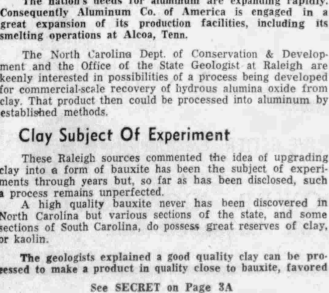 The nation's needs for aluminum are expanding rapidly.
Consequently Aluminum Co. of America is engaged in a
great expansion of its production facilities, including its
smelting operations at Alcoa, Tenn.
The North Carolina Dept. of Conservation & Develop-
ment and the Office of the State Geologist at Raleigh are
keenly interested in possibilities of a process being developed
for commercial-scale recovery of hydrous alumina oxide from
clay. That product then could be processed into aluminum by
established methods.
Clay Subject Of Experiment
These Raleigh sources commented the idea of upgrading
clay into a form of bauxite has been the subject of experi-
ments through years but, so far as has been disclosed, such
a process remains unperfected.
A high quality bauxite never has been discovered in
North Carolina but various sections of the state, and some
sections of South Carolina, do possess great reserves of clay,
or kaolin.
The geologists explained a good quality clay can be pro-
cessed to make a product in quality close to bauxite, favored
See SECRET on Page 3A